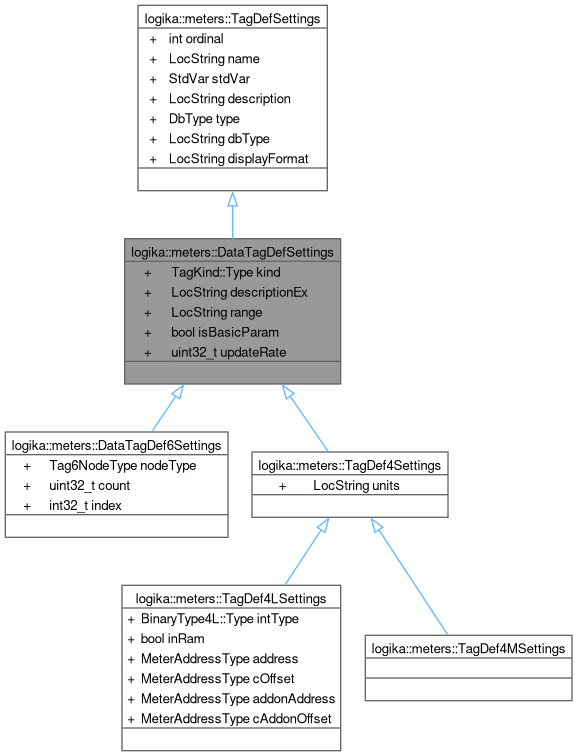 logika::meters::TagDefSettings
+ int ordinal
+ LocString name
+ StdVar stdVar
+ LocString description
+ DbType type
+ LocString dbType
+ LocString displayFormat
logika::meters::DataTagDefSettings
+ TagKind::Type kind
+ LocString descriptionEx
+ LocString range
+ bool isBasicParam
+ uint32_t updateRate
logika::meters::DataTagDef6Settings
+ Tag6NodeType nodeType
+ uint32_t count
+ int32_t index
logika::meters::TagDef4Settings
+ LocString units
logika::meters::TagDef4LSettings
+ BinaryType4L::Type intType
+ bool inRam
+ MeterAddressType address
+ MeterAddressType cOffset
+ MeterAddressType addonAddress
+ MeterAddressType cAddonOffset
logika::meters::TagDef4MSettings